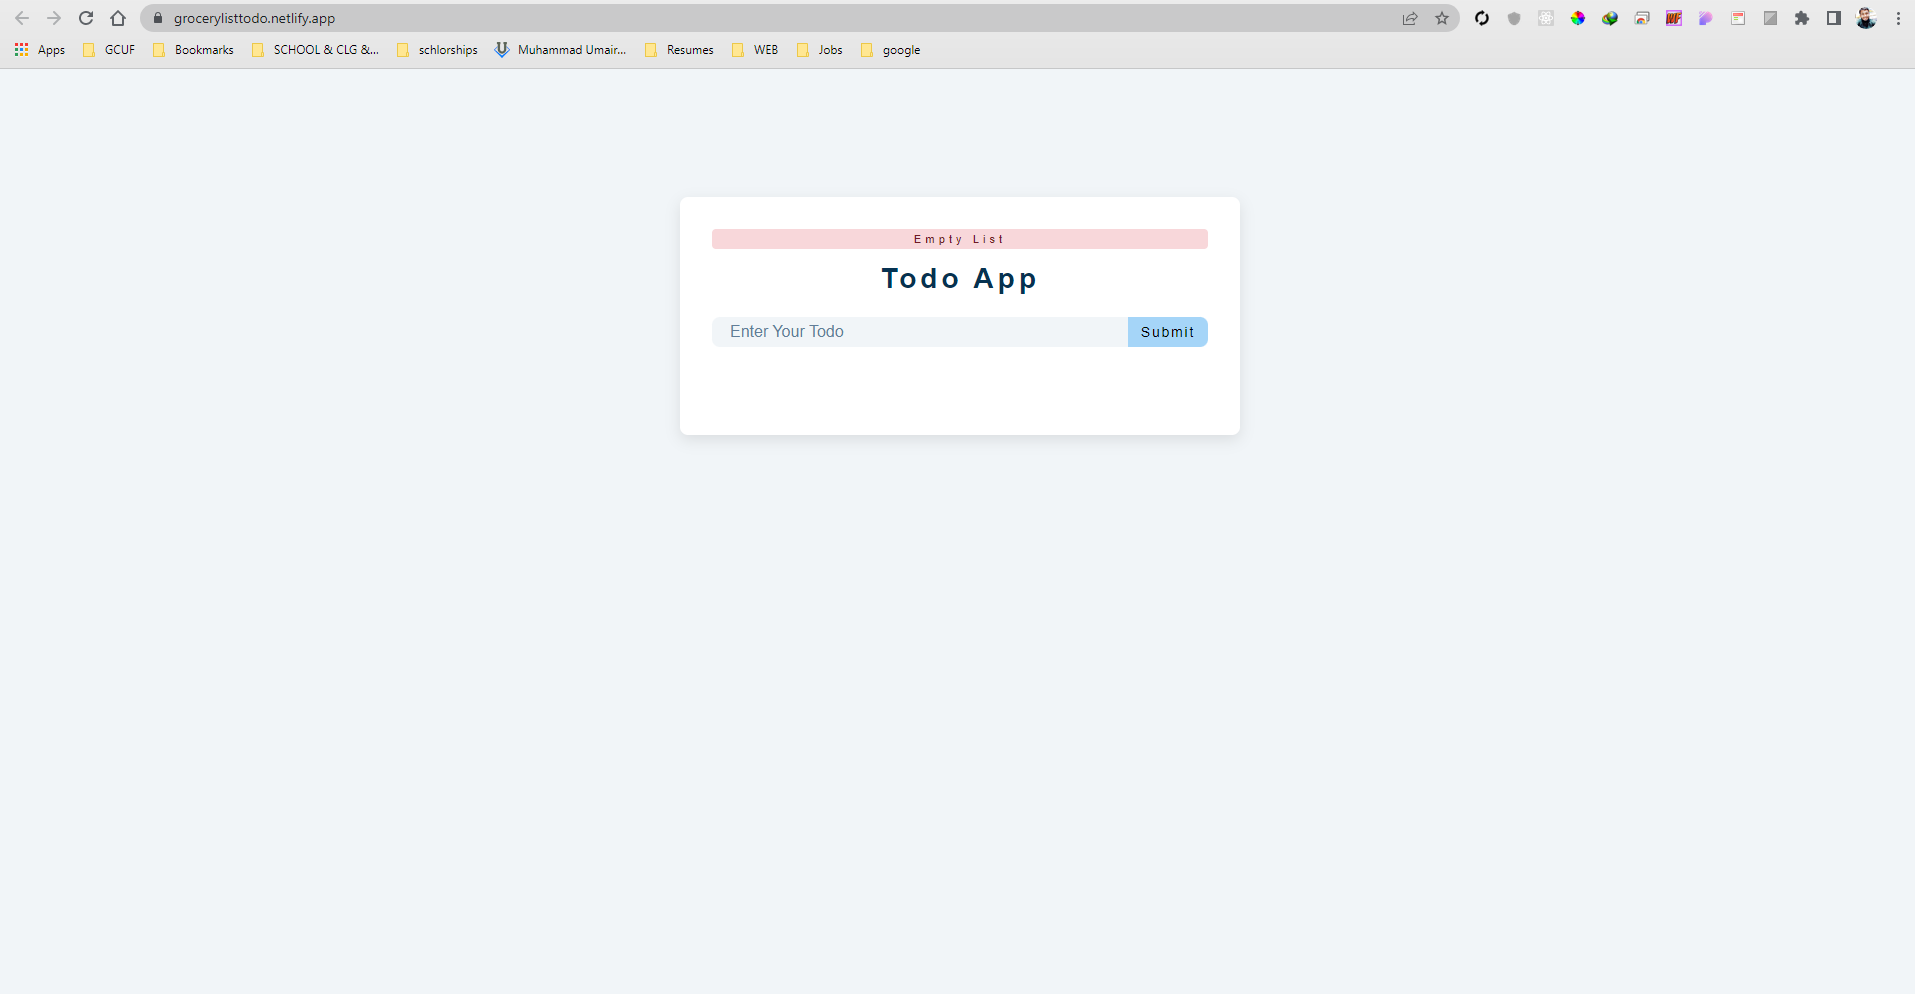 grocerylisttodo.netlify.app
Apps GCUF Bookmarks SCHOOL & CLG &... schlorships Muhammad Umair... Resumes WEB Jobs google
Empty List
Todo App
Enter Your Todo Submit